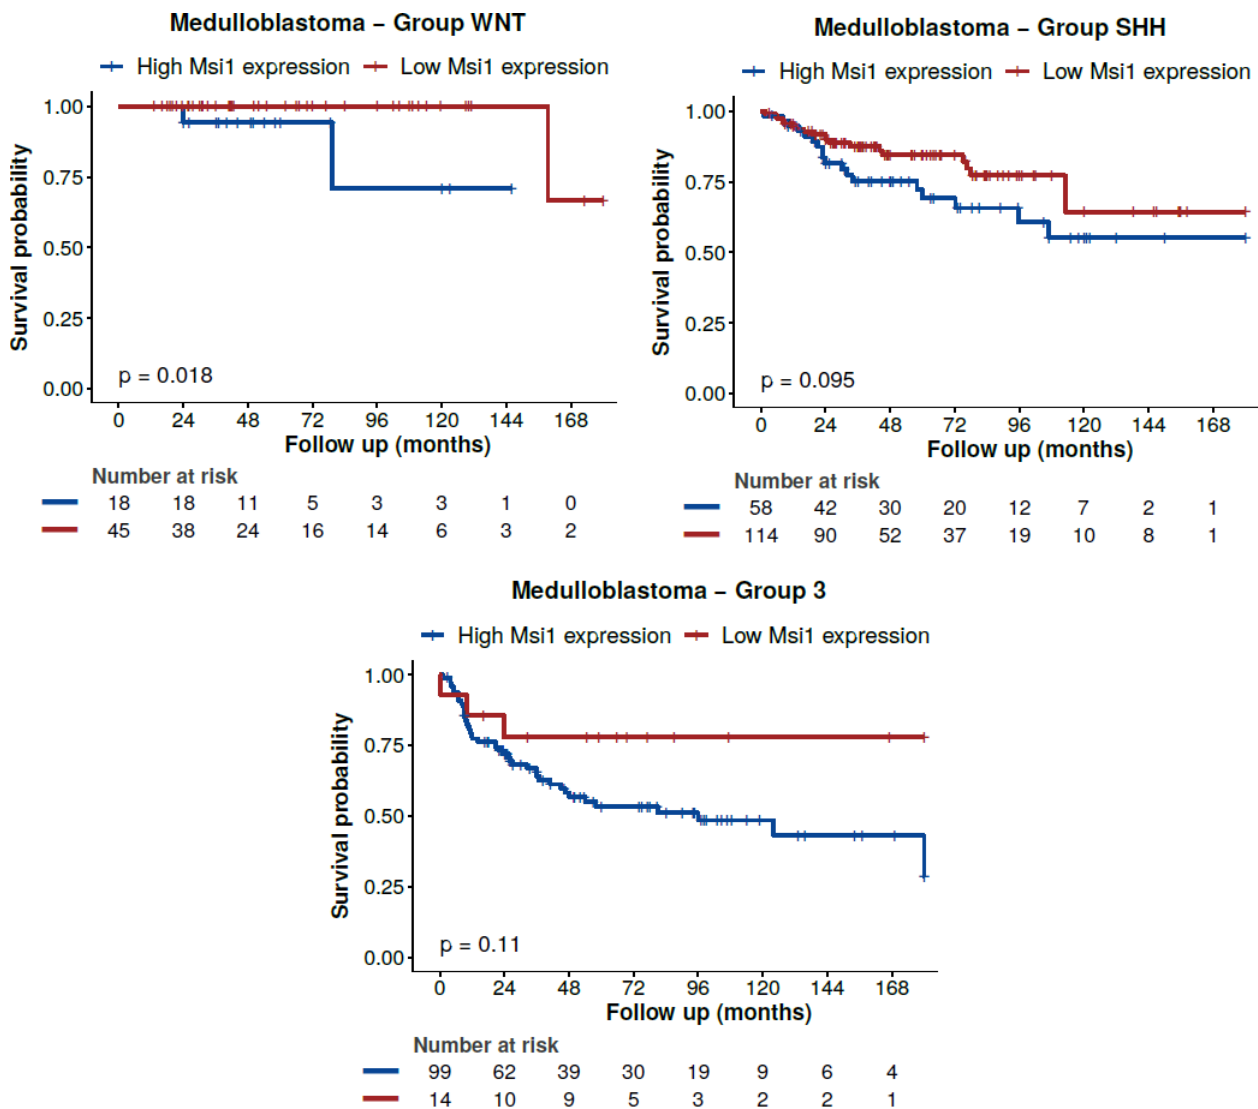 Medulloblastoma – Group WNT
High Msi1 expression Low Msi1 expression
Survival probability
1.00
0.75
0.50
0.25
0.00
p = 0.018
0 24 48 72 96 120 144 168
Follow up (months)
Number at risk
18 18 11 5 3 3 1 0
45 38 24 16 14 6 3 2
Medulloblastoma – Group SHH
High Msi1 expression Low Msi1 expression
Survival probability
1.00
0.75
0.50
0.25
0.00
p = 0.095
0 24 48 72 96 120 144 168
Follow up (months)
Number at risk
58 42 30 20 12 7 2 1
114 90 52 37 19 10 8 1
Medulloblastoma – Group 3
High Msi1 expression Low Msi1 expression
Survival probability
1.00
0.75
0.50
0.25
0.00
p = 0.11
0 24 48 72 96 120 144 168
Follow up (months)
Number at risk
99 62 39 30 19 9 6 4
14 10 9 5 3 2 2 1